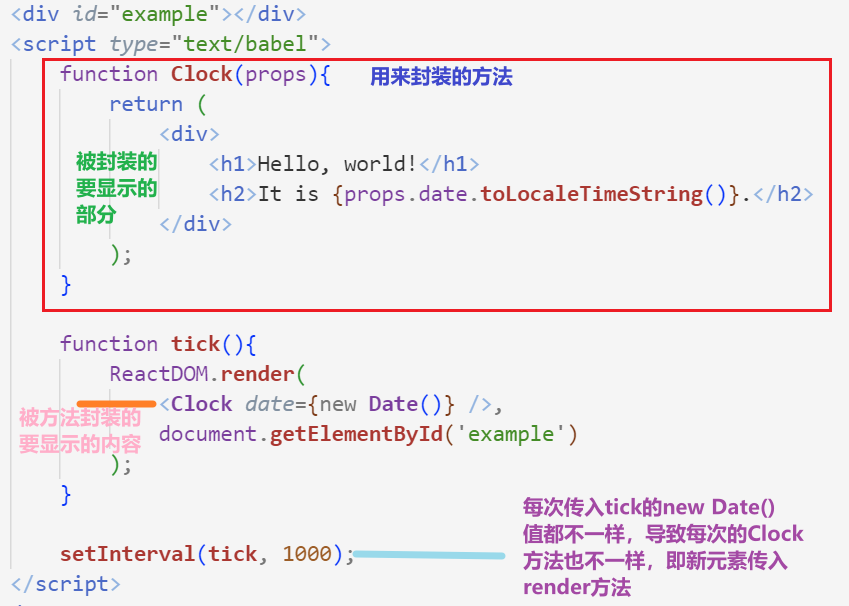 <div id="example"></div>
<script type="text/babel">
function Clock(props){ 用来封装的方法
return (
<div>
被封装的
要显示的
部分
<h1>Hello, world!</h1>
<h2>It is {props.date.toLocaleTimeString()}.</h2>
</div>
);
}
function tick(){
ReactDOM.render(
<Clock date={new Date()} />,
被方法封装的
要显示的内容
document.getElementById('example')
);
}
setInterval(tick, 1000);
每次传入tick的new Date()
值都不一样，导致每次的Clock
方法也不一样，即新元素传入
render方法
</script>